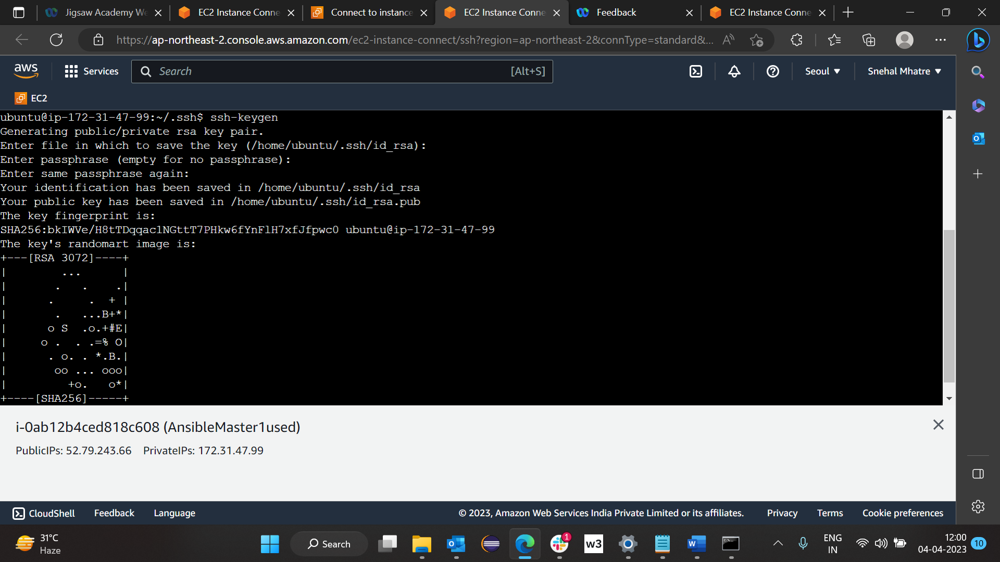 Jigsaw Academy We
EC2 Instance Conne
Connect to instance
EC2 Instance Conne
Feedback
EC2 Instance Conne
https://ap-northeast-2.console.aws.amazon.com/ec2-instance-connect/ssh?region=ap-northeast-2&connType=standard&...
aws
Services
Search
[Alt+S]
Seoul
Snehal Mhatre
EC2
ubuntu@ip-172-31-47-99:~/.ssh$ ssh-keygen
Generating public/private rsa key pair.
Enter file in which to save the key (/home/ubuntu/.ssh/id_rsa):
Enter passphrase (empty for no passphrase):
Enter same passphrase again:
Your identification has been saved in /home/ubuntu/.ssh/id_rsa
Your public key has been saved in /home/ubuntu/.ssh/id_rsa.pub
The key fingerprint is:
SHA256:bkIWVe/H8tTDqqac1NGttT7PHkw6fYnFlH7xfJfpwc0 ubuntu@ip-172-31-47-99
The key's randomart image is:
+---[RSA 3072]----+
|        ...      |
|       .   .    .|
|      .     .  + |
|       .   ...B+*|
|      o S  .o.+#E|
|     o .  . .=% O|
|      . o. . *.B.|
|       oo ... ooo|
|         +o.   o*|
+----[SHA256]-----+
i-0ab12b4ced818c608 (AnsibleMaster1used)
PublicIPs: 52.79.243.66 PrivateIPs: 172.31.47.99
CloudShell
Feedback
Language
© 2023, Amazon Web Services India Private Limited or its affiliates.
Privacy
Terms
Cookie preferences
31°C
Haze
Search
1
w3
ENG
IN
12:00
04-04-2023
10